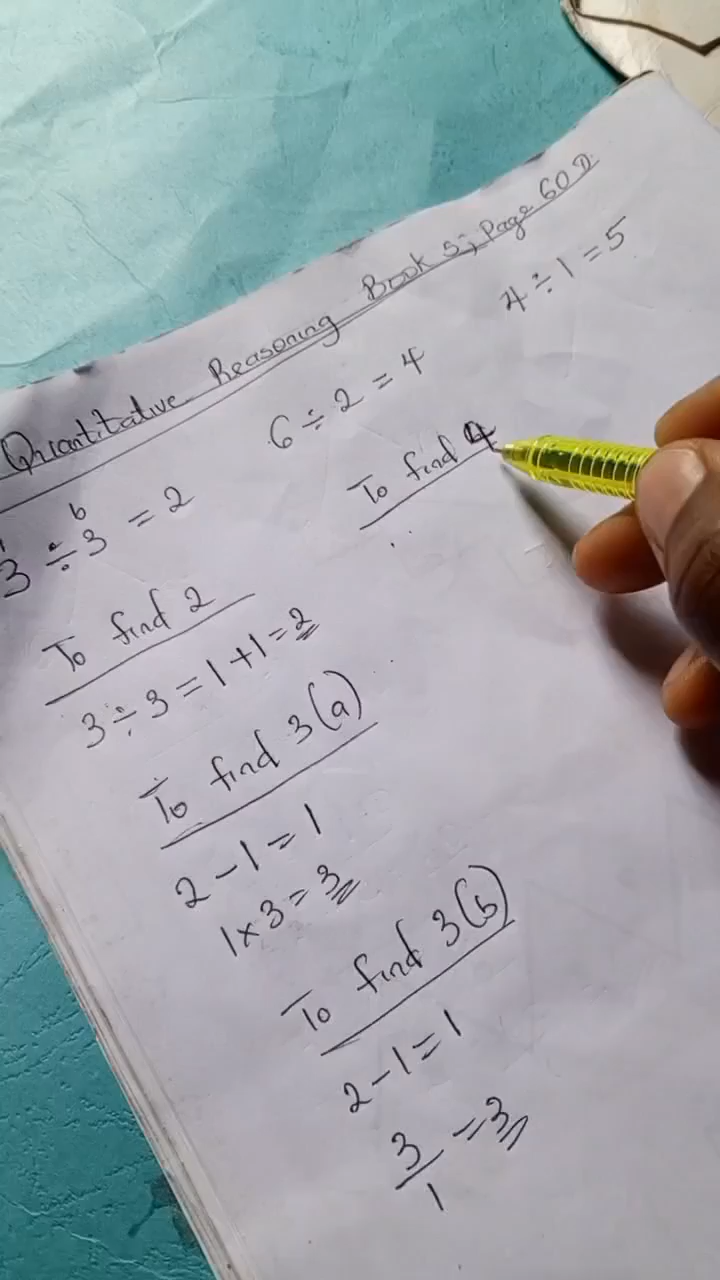 Quantitative Reasoning Book 5; Page 60 D
3 ÷ 3 = 2
b
6 ÷ 2 = 4
4 ÷ 1 = 5
To find 2
3 ÷ 3 = 1 + 1 = 2
To find 3(a)
2 - 1 = 1
1 × 3 = 3
To find 3(b)
2 - 1 = 1
3/1 = 3
To find 4